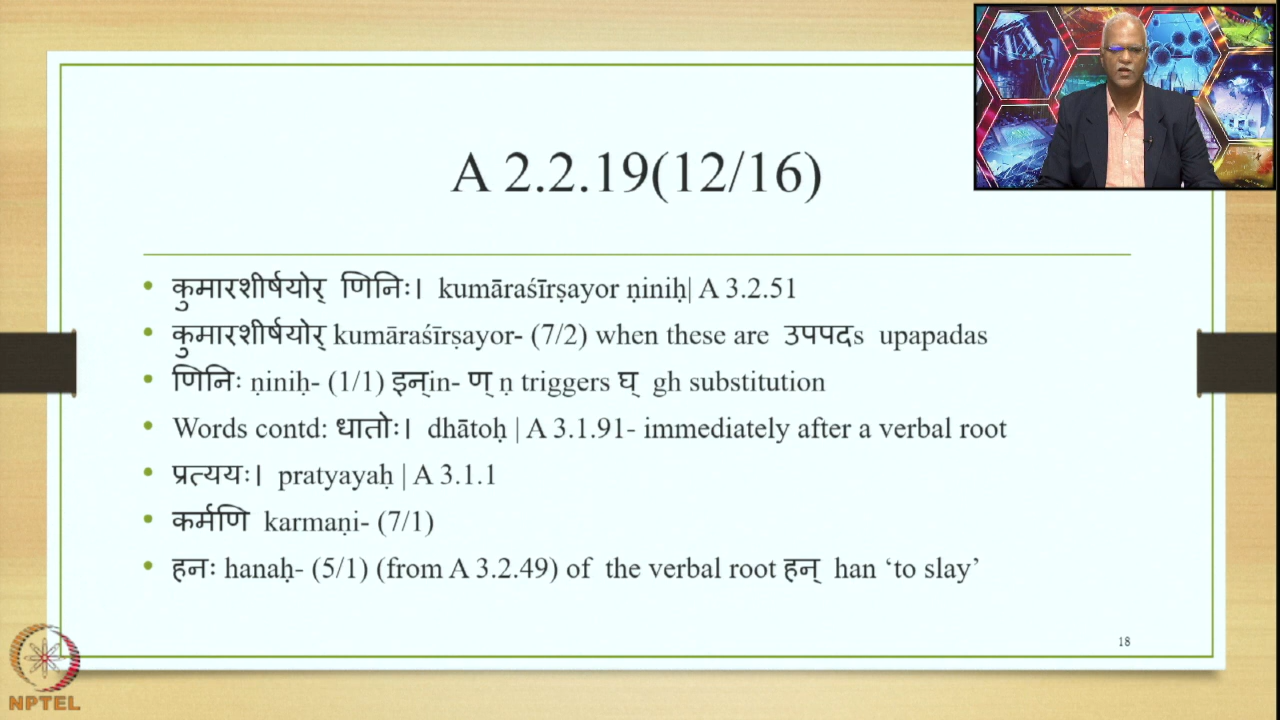 A 2.2.19(12/16)
कुमारशीर्षयोर् णिनिः। kumāraśīrṣayor ṇiniḥ| A 3.2.51
कुमारशीर्षयोर् kumāraśīrṣayor- (7/2) when these are उपपदs upapadas
णिनिः ṇiniḥ- (1/1) इन्in- ण् ṇ triggers घ् gh substitution
Words contd: धातोः। dhātoḥ | A 3.1.91- immediately after a verbal root
प्रत्ययः। pratyayaḥ | A 3.1.1
कर्मणि karmaṇi- (7/1)
हनः hanaḥ- (5/1) (from A 3.2.49) of the verbal root हन् han ‘to slay’
18
NPTEL